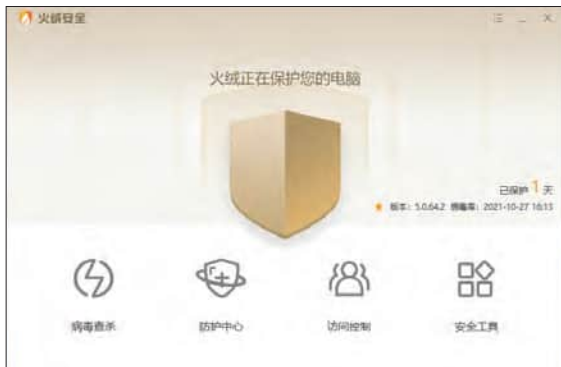 火绒安全
火绒正在保护您的电脑
已保护 1 天
版本：5.0.64.2 病毒库：2021-10-27 16:13
病毒查杀
防护中心
访问控制
安全工具